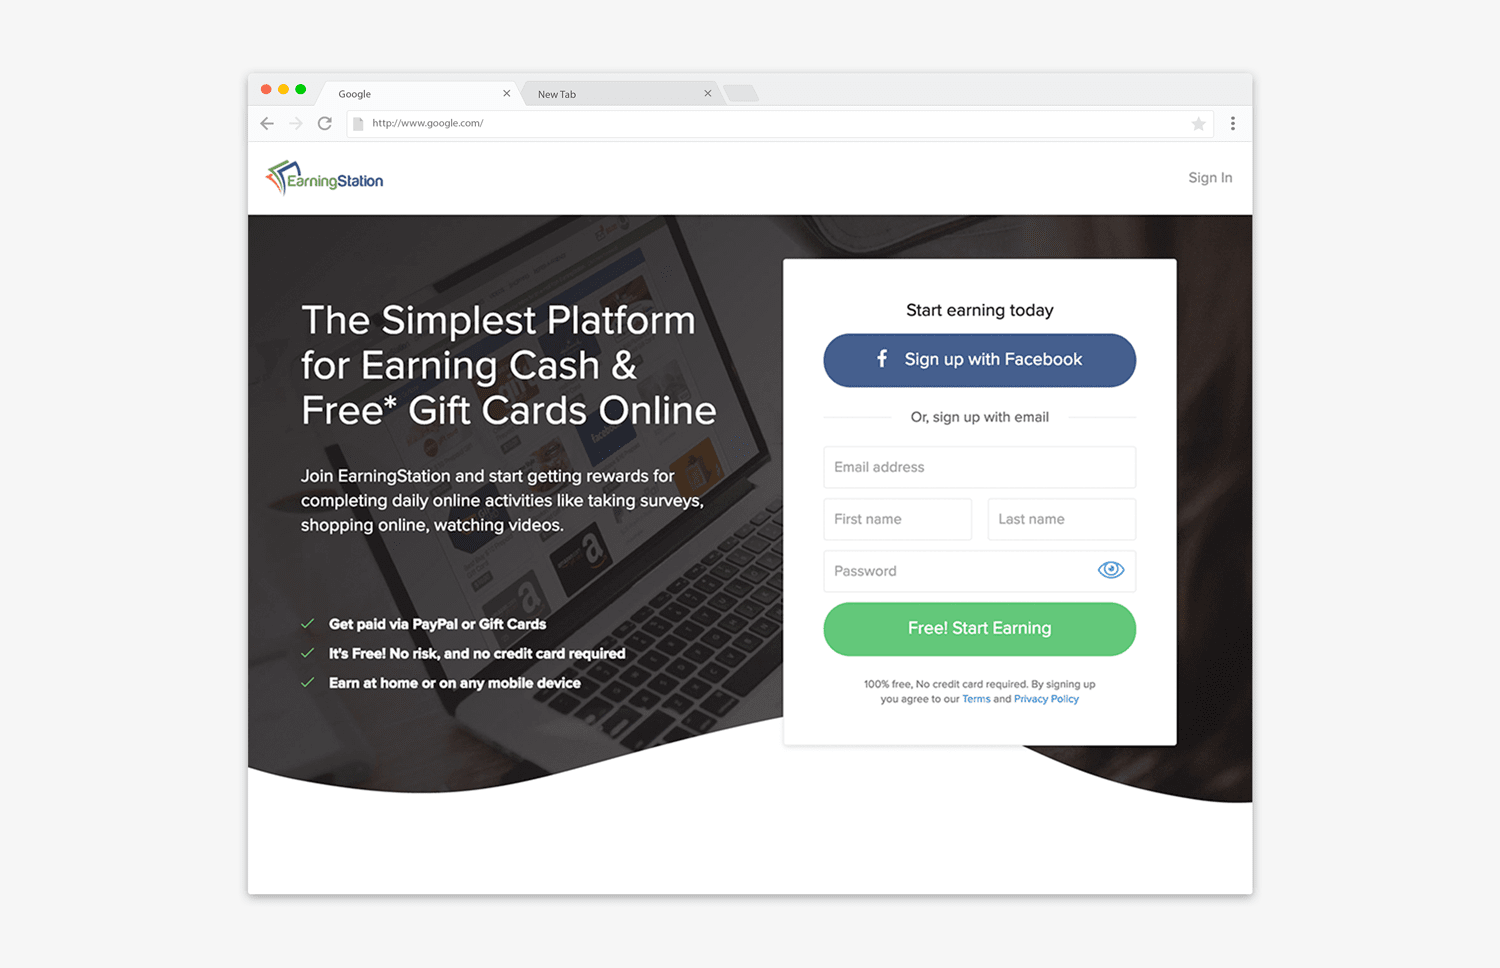 Google
New Tab
http://www.google.com/
EarningStation
Sign In
The Simplest Platform
for Earning Cash &
Free* Gift Cards Online
Join EarningStation and start getting rewards for
completing daily online activities like taking surveys,
shopping online, watching videos.
Get paid via PayPal or Gift Cards
It's Free! No risk, and no credit card required
Earn at home or on any mobile device
Start earning today
f Sign up with Facebook
Or, sign up with email
Email address
First name
Last name
Password
Free! Start Earning
100% free, No credit card required. By signing up
you agree to our Terms and Privacy Policy